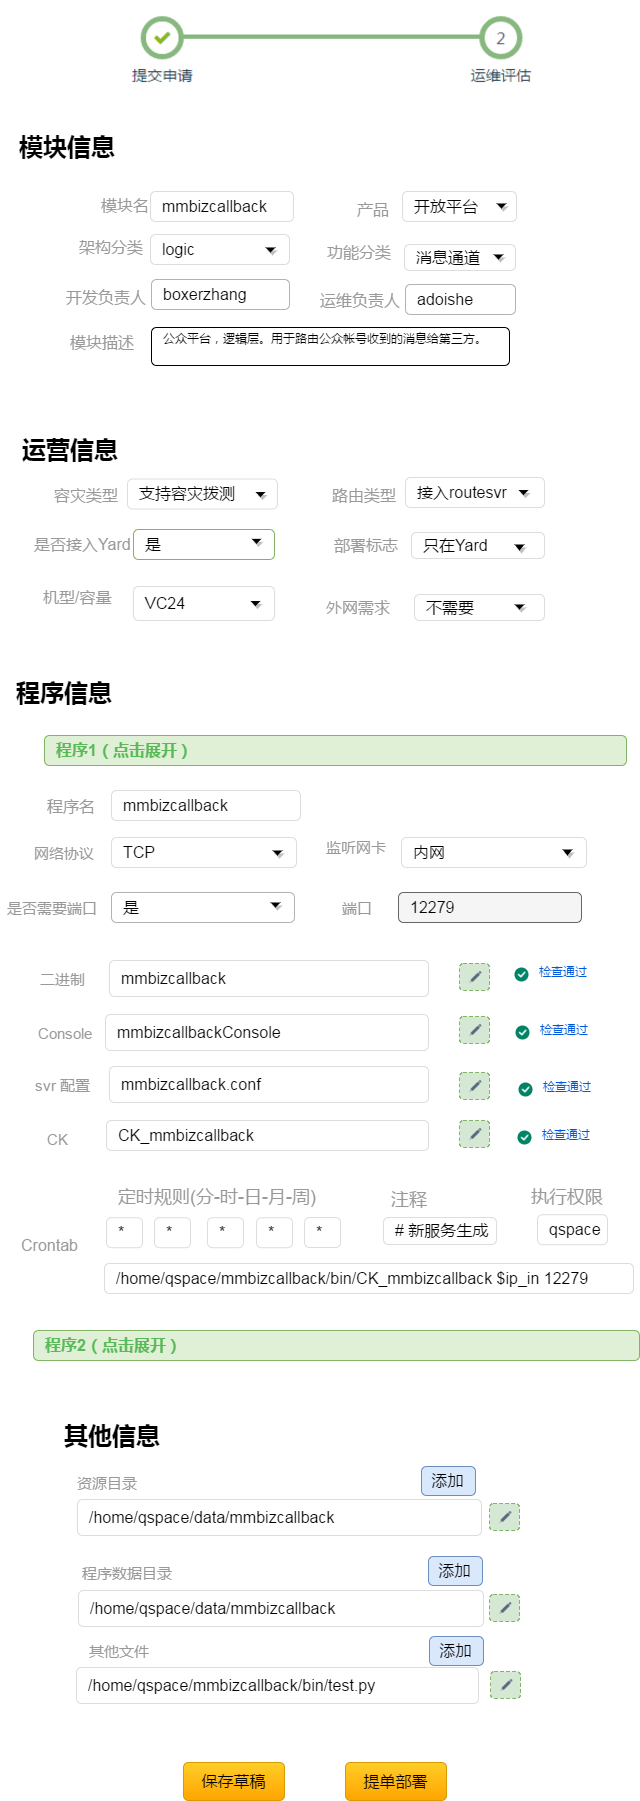 2
提交申请 运维评估
模块信息
模块名 mmbizcallback 产品 开放平台
架构分类 logic 功能分类 消息通道
开发负责人 boxerzhang 运维负责人 adoishe
模块描述 公众平台，逻辑层。用于路由公众帐号收到的消息给第三方。
运营信息
容灾类型 支持容灾拨测 路由类型 接入routesvr
是否接入Yard 是 部署标志 只在Yard
机型/容量 VC24 外网需求 不需要
程序信息
程序1（点击展开）
程序名 mmbizcallback
网络协议 TCP 监听网卡 内网
是否需要端口 是 端口 12279
二进制 mmbizcallback 检查通过
Console mmbizcallbackConsole 检查通过
svr 配置 mmbizcallback.conf 检查通过
CK CK_mmbizcallback 检查通过
定时规则(分-时-日-月-周) 注释 执行权限
Crontab * * * * * # 新服务生成 qspace
/home/qspace/mmbizcallback/bin/CK_mmbizcallback $ip_in 12279
程序2（点击展开）
其他信息
资源目录 添加
/home/qspace/data/mmbizcallback
程序数据目录 添加
/home/qspace/data/mmbizcallback
其他文件 添加
/home/qspace/mmbizcallback/bin/test.py
保存草稿 提单部署